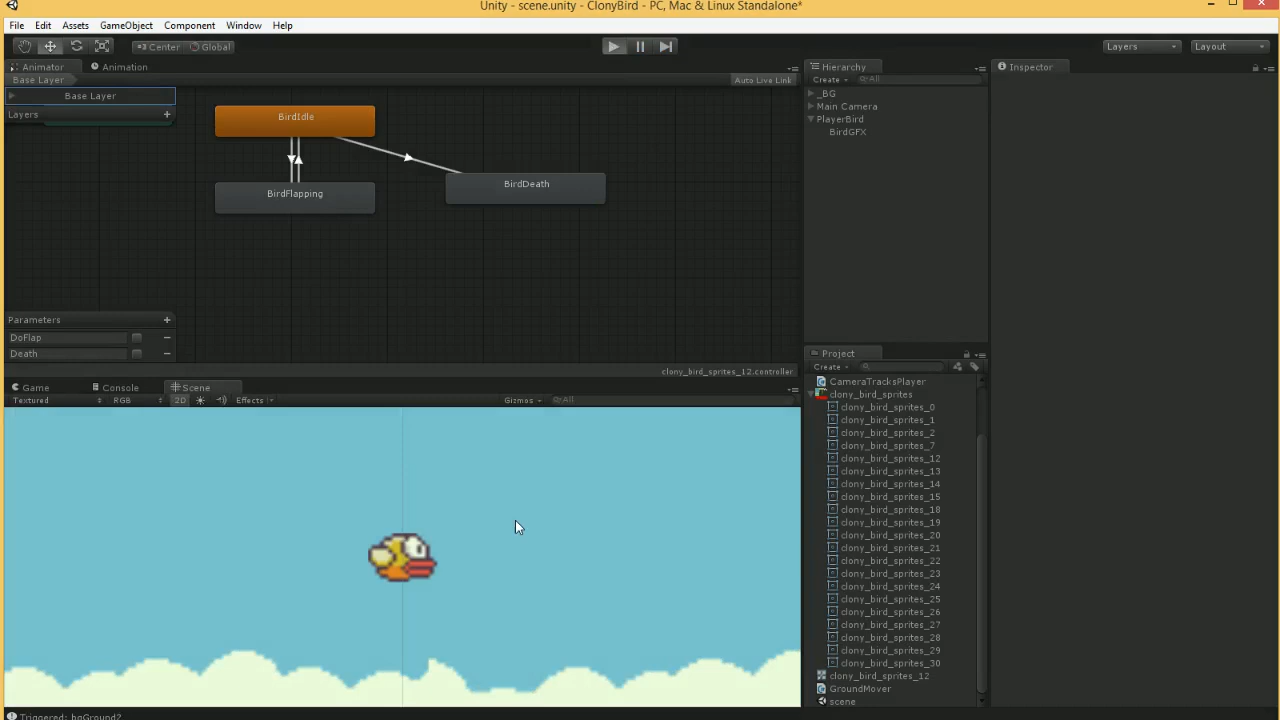 Unity - scene.unity - ClonyBird - PC, Mac & Linux Standalone*
File Edit Assets GameObject Component Window Help
Center Global Layers Layout
Animator Animation Hierarchy Inspector
Base Layer Auto Live Link Create All
Base Layer
Layers
_BG
Main Camera
PlayerBird
BirdGFX
BirdIdle
BirdFlapping
BirdDeath
Parameters
DoFlap
Death
clony_bird_sprites_12.controller
Game Console Scene
Textured RGB 2D Effects Gizmos All
Project
Create
CameraTracksPlayer
clony_bird_sprites
clony_bird_sprites_0
clony_bird_sprites_1
clony_bird_sprites_2
clony_bird_sprites_7
clony_bird_sprites_12
clony_bird_sprites_13
clony_bird_sprites_14
clony_bird_sprites_15
clony_bird_sprites_18
clony_bird_sprites_19
clony_bird_sprites_20
clony_bird_sprites_21
clony_bird_sprites_22
clony_bird_sprites_23
clony_bird_sprites_24
clony_bird_sprites_25
clony_bird_sprites_26
clony_bird_sprites_27
clony_bird_sprites_28
clony_bird_sprites_29
clony_bird_sprites_30
clony_bird_sprites_12
GroundMover
scene
Triggered: bgGround2